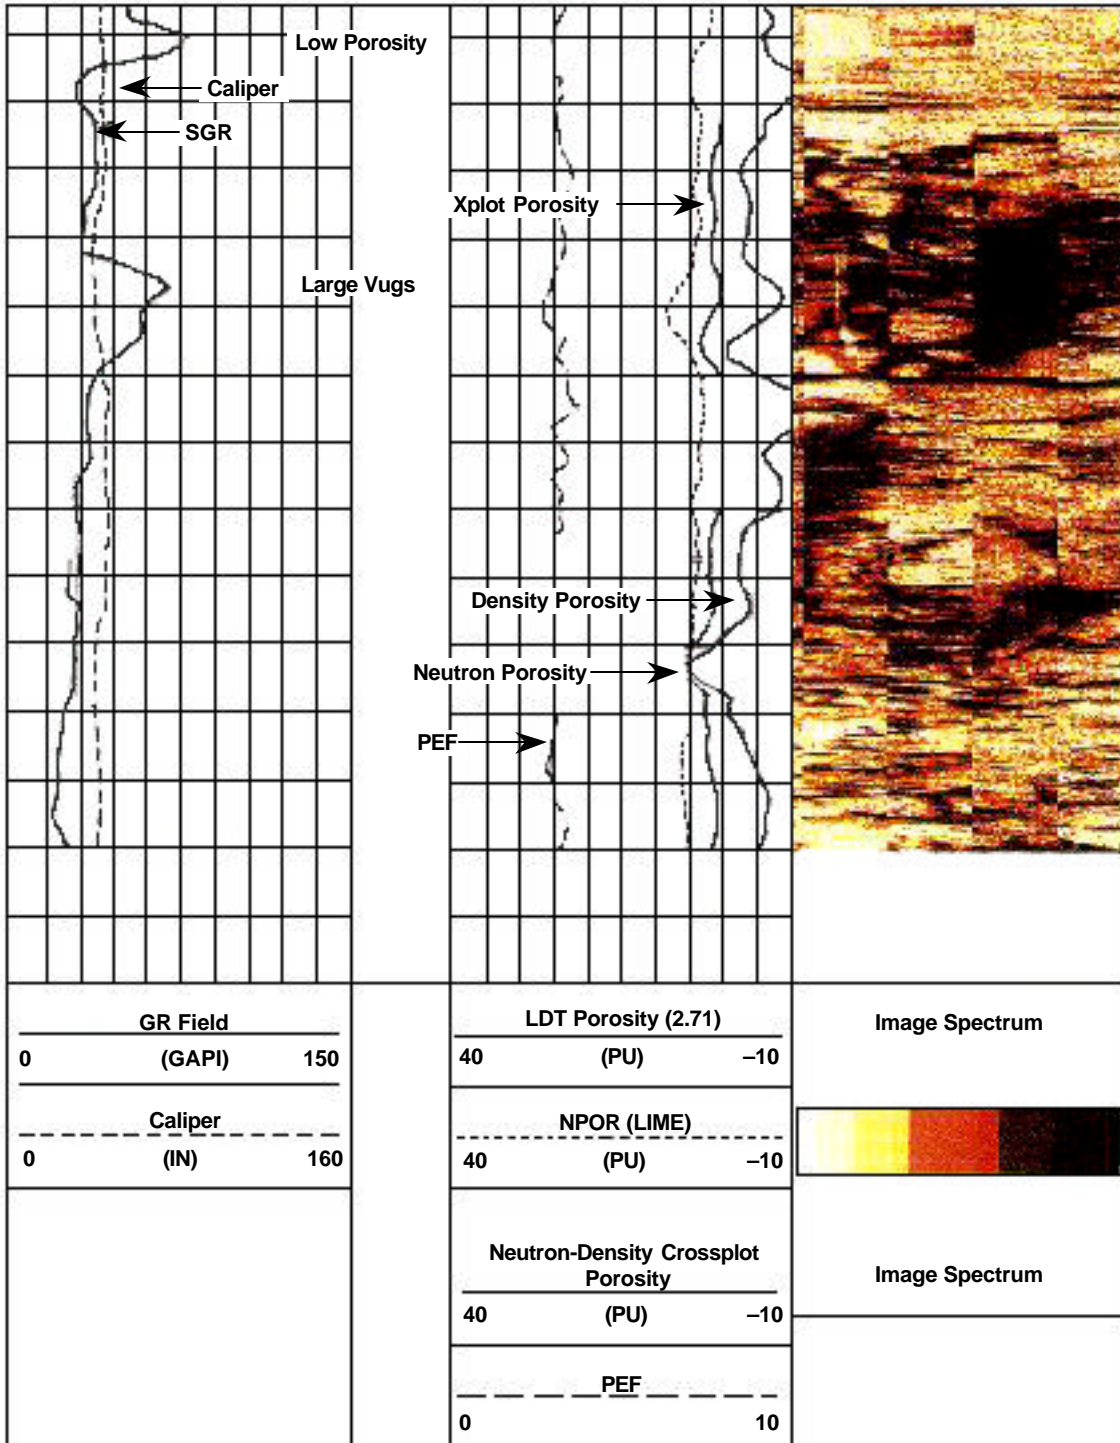 Low Porosity
Caliper
SGR
Xplot Porosity
Large Vugs
Density Porosity
Neutron Porosity
PEF
GR Field
0 (GAPI) 150
Caliper
0 (IN) 160
LDT Porosity (2.71)
40 (PU) –10
NPOR (LIME)
40 (PU) –10
Neutron-Density Crossplot
Porosity
40 (PU) –10
PEF
0 10
Image Spectrum
Image Spectrum